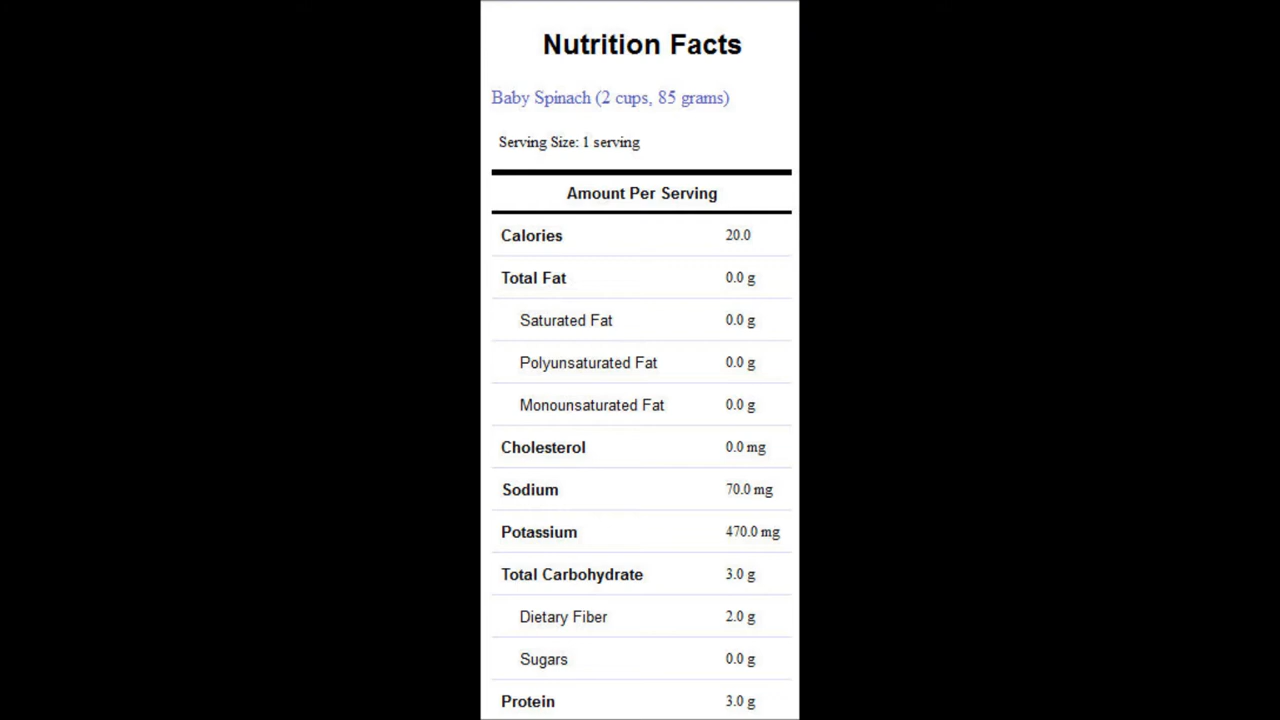 Nutrition Facts
Baby Spinach (2 cups, 85 grams)
Serving Size: 1 serving
Amount Per Serving
Calories 20.0
Total Fat 0.0 g
Saturated Fat 0.0 g
Polyunsaturated Fat 0.0 g
Monounsaturated Fat 0.0 g
Cholesterol 0.0 mg
Sodium 70.0 mg
Potassium 470.0 mg
Total Carbohydrate 3.0 g
Dietary Fiber 2.0 g
Sugars 0.0 g
Protein 3.0 g